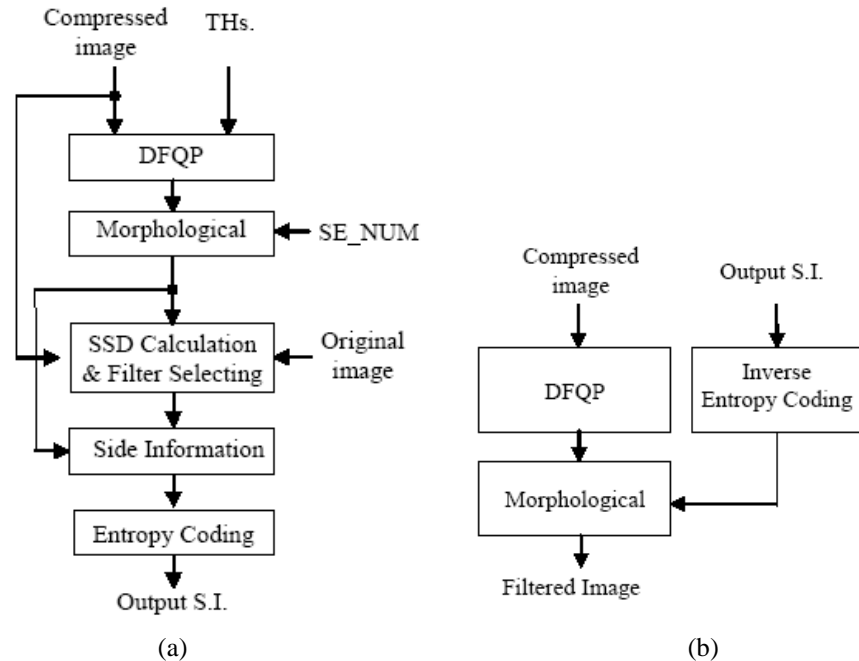 Compressed
image
THs.
DFQP
Morphological
SE_NUM
SSD Calculation
& Filter Selecting
Original
image
Side Information
Entropy Coding
Output S.I.
(a)
Compressed
image
Output S.I.
DFQP
Inverse
Entropy Coding
Morphological
Filtered Image
(b)